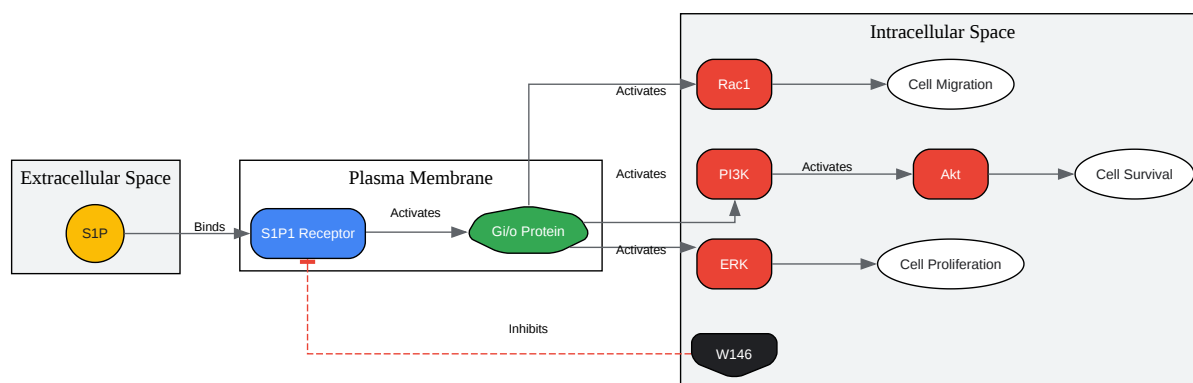 Extracellular Space
S1P
Binds
Plasma Membrane
S1P1 Receptor
Activates
Gi/o Protein
Intracellular Space
Activates
Rac1
Cell Migration
Activates
PI3K
Activates
Akt
Cell Survival
Activates
ERK
Cell Proliferation
Inhibits
W146